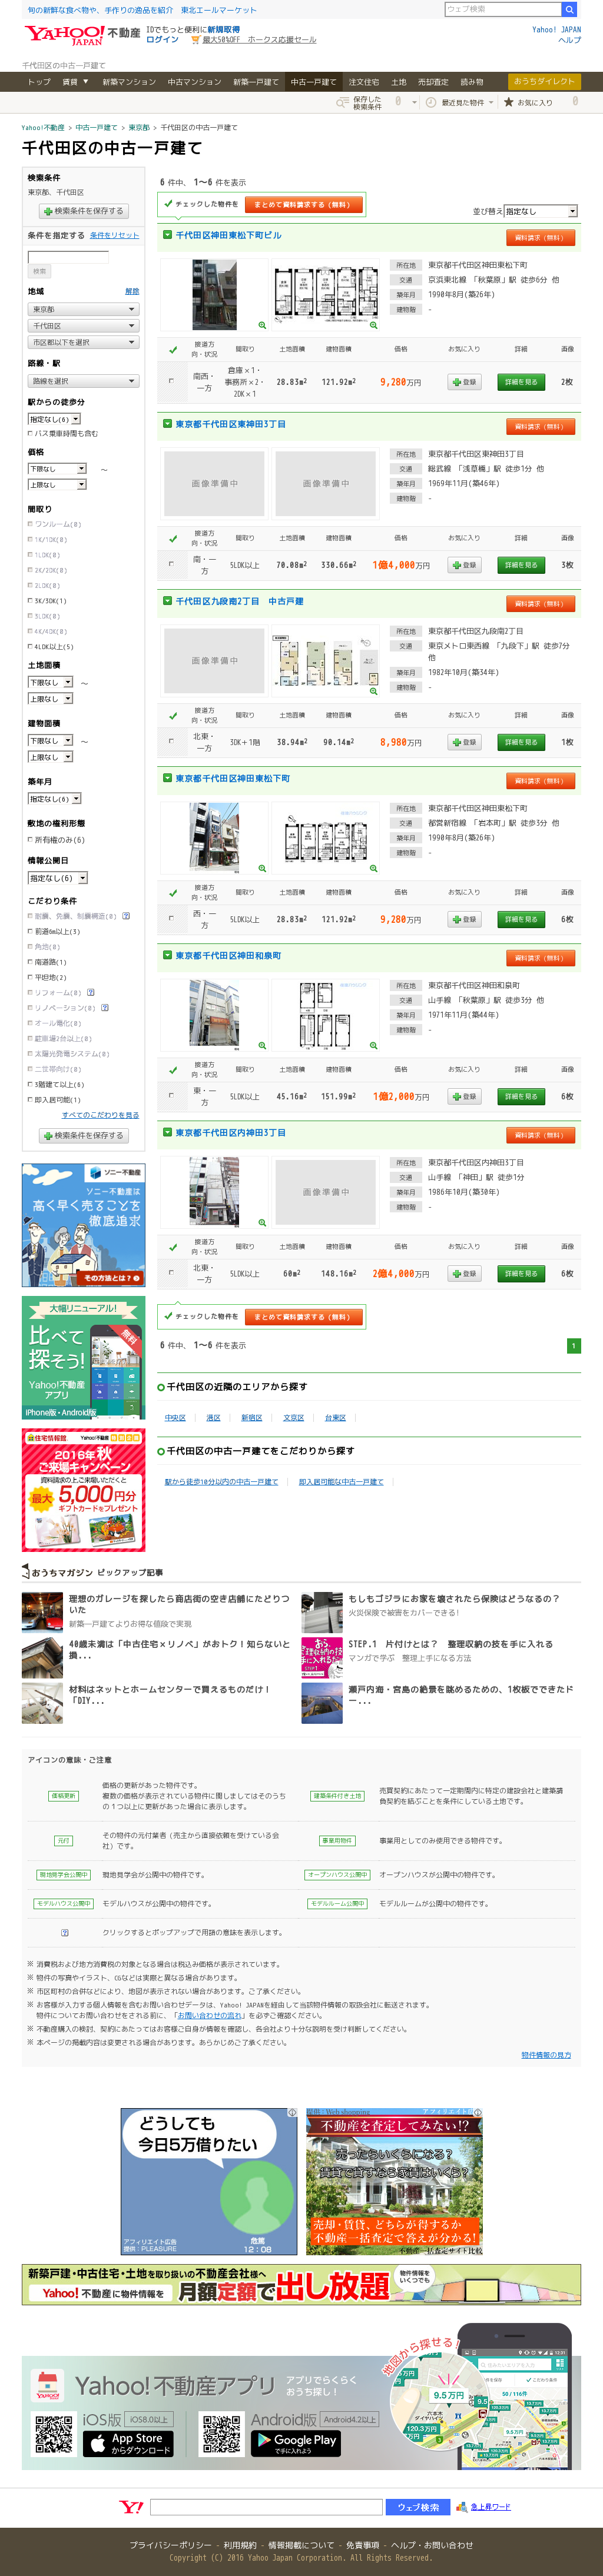 旬の新鮮な食べ物や、手作りの逸品を紹介　東北エールマーケット
ウェブ検索
YAHOO!不動産 JAPAN
IDでもっと便利に新規取得
ログイン
最大50%OFF　ホークス応援セール
Yahoo! JAPAN
ヘルプ
千代田区の中古一戸建て
トップ 賃貸 ▼ 新築マンション 中古マンション 新築一戸建て 中古一戸建て 注文住宅 土地 売却査定 読み物 おうちダイレクト
保存した検索条件 0 最近見た物件 お気に入り 0
Yahoo!不動産 > 中古一戸建て > 東京都 > 千代田区の中古一戸建て
千代田区の中古一戸建て
検索条件
東京都、千代田区
検索条件を保存する
条件を指定する 条件をリセット
検索
地域 解除
東京都
千代田区
市区郡以下を選択
路線・駅
路線を選択
駅からの徒歩分
指定なし(6)
バス乗車時間も含む
価格
下限なし ～
上限なし
間取り
ワンルーム(0)
1K/1DK(0)
1LDK(0)
2K/2DK(0)
2LDK(0)
3K/3DK(1)
3LDK(0)
4K/4DK(0)
4LDK以上(5)
土地面積
下限なし ～
上限なし
建物面積
下限なし ～
上限なし
築年月
指定なし(6)
敷地の権利形態
所有権のみ(6)
情報公開日
指定なし(6)
こだわり条件
耐震、免震、制震構造(0)
前道6m以上(3)
角地(0)
南道路(1)
平坦地(2)
リフォーム(0)
リノベーション(0)
オール電化(0)
駐車場2台以上(0)
太陽光発電システム(0)
二世帯向け(0)
3階建て以上(6)
即入居可能(1)
すべてのこだわりを見る
検索条件を保存する
ソニー不動産
ソニー不動産は
高く早く売ることを
徹底追求
その方法とは？
大幅リニューアル!
比べて
探そう!
無料
Yahoo!不動産
アプリ
iPhone版・Android版
住宅情報館
2016年秋
ご来場キャンペーン
資料請求の上、ご来場いただくと
最大5,000円分
ギフトカードをプレゼント
6 件中、 1～6 件を表示
チェックした物件を まとめて資料請求する（無料）
並び替え 指定なし
千代田区神田東松下町ビル 資料請求（無料）
所在地 東京都千代田区神田東松下町
交通 京浜東北線 「秋葉原」駅 徒歩6分 他
築年月 1990年8月(築26年)
建物階 -
接道方向・状況 間取り 土地面積 建物面積 価格 お気に入り 詳細 画像
南西・一方 倉庫×1・事務所×2・2DK×1 28.83m² 121.92m² 9,280万円 登録 詳細を見る 2枚
東京都千代田区東神田3丁目 資料請求（無料）
画像準備中 画像準備中
所在地 東京都千代田区東神田3丁目
交通 総武線 「浅草橋」駅 徒歩1分 他
築年月 1969年11月(築46年)
建物階 -
接道方向・状況 間取り 土地面積 建物面積 価格 お気に入り 詳細 画像
南・一方 5LDK以上 70.08m² 330.66m² 1億4,000万円 登録 詳細を見る 3枚
千代田区九段南2丁目　中古戸建 資料請求（無料）
画像準備中
所在地 東京都千代田区九段南2丁目
交通 東京メトロ東西線 「九段下」駅 徒歩7分 他
築年月 1982年10月(築34年)
建物階 -
接道方向・状況 間取り 土地面積 建物面積 価格 お気に入り 詳細 画像
北東・一方 3DK＋1階 38.94m² 90.14m² 8,980万円 登録 詳細を見る 1枚
東京都千代田区神田東松下町 資料請求（無料）
所在地 東京都千代田区神田東松下町
交通 都営新宿線 「岩本町」駅 徒歩3分 他
築年月 1990年8月(築26年)
建物階 -
接道方向・状況 間取り 土地面積 建物面積 価格 お気に入り 詳細 画像
西・一方 5LDK以上 28.83m² 121.92m² 9,280万円 登録 詳細を見る 6枚
東京都千代田区神田和泉町 資料請求（無料）
所在地 東京都千代田区神田和泉町
交通 山手線 「秋葉原」駅 徒歩3分 他
築年月 1971年11月(築44年)
建物階 -
接道方向・状況 間取り 土地面積 建物面積 価格 お気に入り 詳細 画像
東・一方 5LDK以上 45.16m² 151.99m² 1億2,000万円 登録 詳細を見る 6枚
東京都千代田区内神田3丁目 資料請求（無料）
画像準備中
所在地 東京都千代田区内神田3丁目
交通 山手線 「神田」駅 徒歩1分
築年月 1986年10月(築30年)
建物階 -
接道方向・状況 間取り 土地面積 建物面積 価格 お気に入り 詳細 画像
北東・一方 5LDK以上 60m² 148.16m² 2億4,000万円 登録 詳細を見る 6枚
チェックした物件を まとめて資料請求する（無料）
6 件中、 1～6 件を表示 1
千代田区の近隣のエリアから探す
中央区 港区 新宿区 文京区 台東区
千代田区の中古一戸建てをこだわりから探す
駅から徒歩10分以内の中古一戸建て 即入居可能な中古一戸建て
おうちマガジン ピックアップ記事
理想のガレージを探したら商店街の空き店舗にたどりついた
新築一戸建てよりお得な値段で実現
もしもゴジラにお家を壊されたら保険はどうなるの？
火災保険で被害をカバーできる！
40歳未満は「中古住宅×リノベ」がおトク！知らないと損...
STEP.1　片付けとは？　整理収納の技を手に入れる
マンガで学ぶ　整理上手になる方法
材料はネットとホームセンターで買えるものだけ！「DIY...
瀬戸内海・宮島の絶景を眺めるための、1枚板でできたドー...
アイコンの意味・ご注意
価格更新 価格の更新があった物件です。
複数の価格が表示されている物件に関しましてはそのうちの１つ以上に更新があった場合に表示します。
建築条件付き土地 売買契約にあたって一定期間内に特定の建設会社と建築請負契約を結ぶことを条件にしている土地です。
元付 その物件の元付業者（売主から直接依頼を受けている会社）です。
事業用物件 事業用としてのみ使用できる物件です。
現地見学会公開中 現地見学会が公開中の物件です。
オープンハウス公開中 オープンハウスが公開中の物件です。
モデルハウス公開中 モデルハウスが公開中の物件です。
モデルルーム公開中 モデルルームが公開中の物件です。
クリックするとポップアップで用語の意味を表示します。
※ 消費税および地方消費税の対象となる場合は税込み価格が表示されています。
※ 物件の写真やイラスト、CGなどは実際と異なる場合があります。
※ 市区町村の合併などにより、地図が表示されない場合があります。ご了承ください。
※ お客様が入力する個人情報を含むお問い合わせデータは、Yahoo! JAPANを経由して当該物件情報の取扱会社に転送されます。
物件についてお問い合わせをされる前に、「お問い合わせの流れ」を必ずご確認ください。
※ 不動産購入の検討、契約にあたってはお客様ご自身が情報を確認し、各会社より十分な説明を受け判断してください。
※ 本ページの掲載内容は変更される場合があります。あらかじめご了承ください。
物件情報の見方
どうしても
今日5万借りたい
アフィリエイト広告
提供：PLEASURE
危篤
12:08
提供：Web shopping アフィリエイト広告
不動産を査定してみない!?
売ったらいくらになる？
賃貸で貸すなら家賃はいくら？
売却・賃貸、どちらが得するか
不動産一括査定で答えが分かる!
不動産一括査定サイト比較
新築戸建・中古住宅・土地を取り扱いの不動産会社様へ
Yahoo!不動産に物件情報を
月額定額で出し放題
物件情報をいくつでも
Yahoo!不動産アプリ
アプリでらくらく
おうち探し！
地図から探せる！
9.5万円
iOS版 iOS8.0以上
App Store
からダウンロード
Android版 Android4.2以上
Google Play
で手に入れよう
Y! ウェブ検索 急上昇ワード
プライバシーポリシー - 利用規約 - 情報掲載について - 免責事項 - ヘルプ・お問い合わせ
Copyright (C) 2016 Yahoo Japan Corporation. All Rights Reserved.